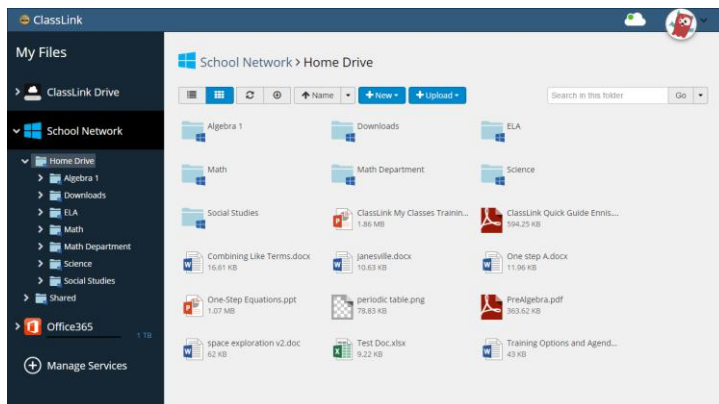 ClassLink
My Files
ClassLink Drive
School Network
Home Drive
Algebra 1
Downloads
ELA
Math
Math Department
Science
Social Studies
Shared
Office365
1 TB
Manage Services
School Network > Home Drive
Name
New
Upload
Search in this folder
Go
Algebra 1
Downloads
ELA
Math
Math Department
Science
Social Studies
ClassLink My Classes Trainin...
1.86 MB
ClassLink Quick Guide Ennis....
594.25 KB
Combining Like Terms.docx
16.61 KB
Janesville.docx
10.63 KB
One step A.docx
11.96 KB
One-Step Equations.ppt
1.07 MB
periodic table.png
78.83 KB
PreAlgebra.pdf
363.62 KB
space exploration v2.doc
62 KB
Test Doc.xlsx
9.22 KB
Training Options and Agend...
43 KB